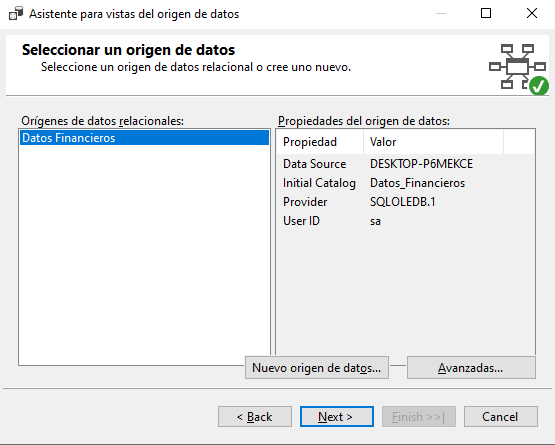 Asistente para vistas del origen de datos
Seleccionar un origen de datos
Seleccione un origen de datos relacional o cree uno nuevo.
Orígenes de datos relacionales:
Datos Financieros
Propiedades del origen de datos:
Propiedad Valor
Data Source DESKTOP-P6MEKCE
Initial Catalog Datos_Financieros
Provider SQLOLEDB.1
User ID sa
Nuevo origen de datos... Avanzadas...
< Back Next > Finish >>| Cancel